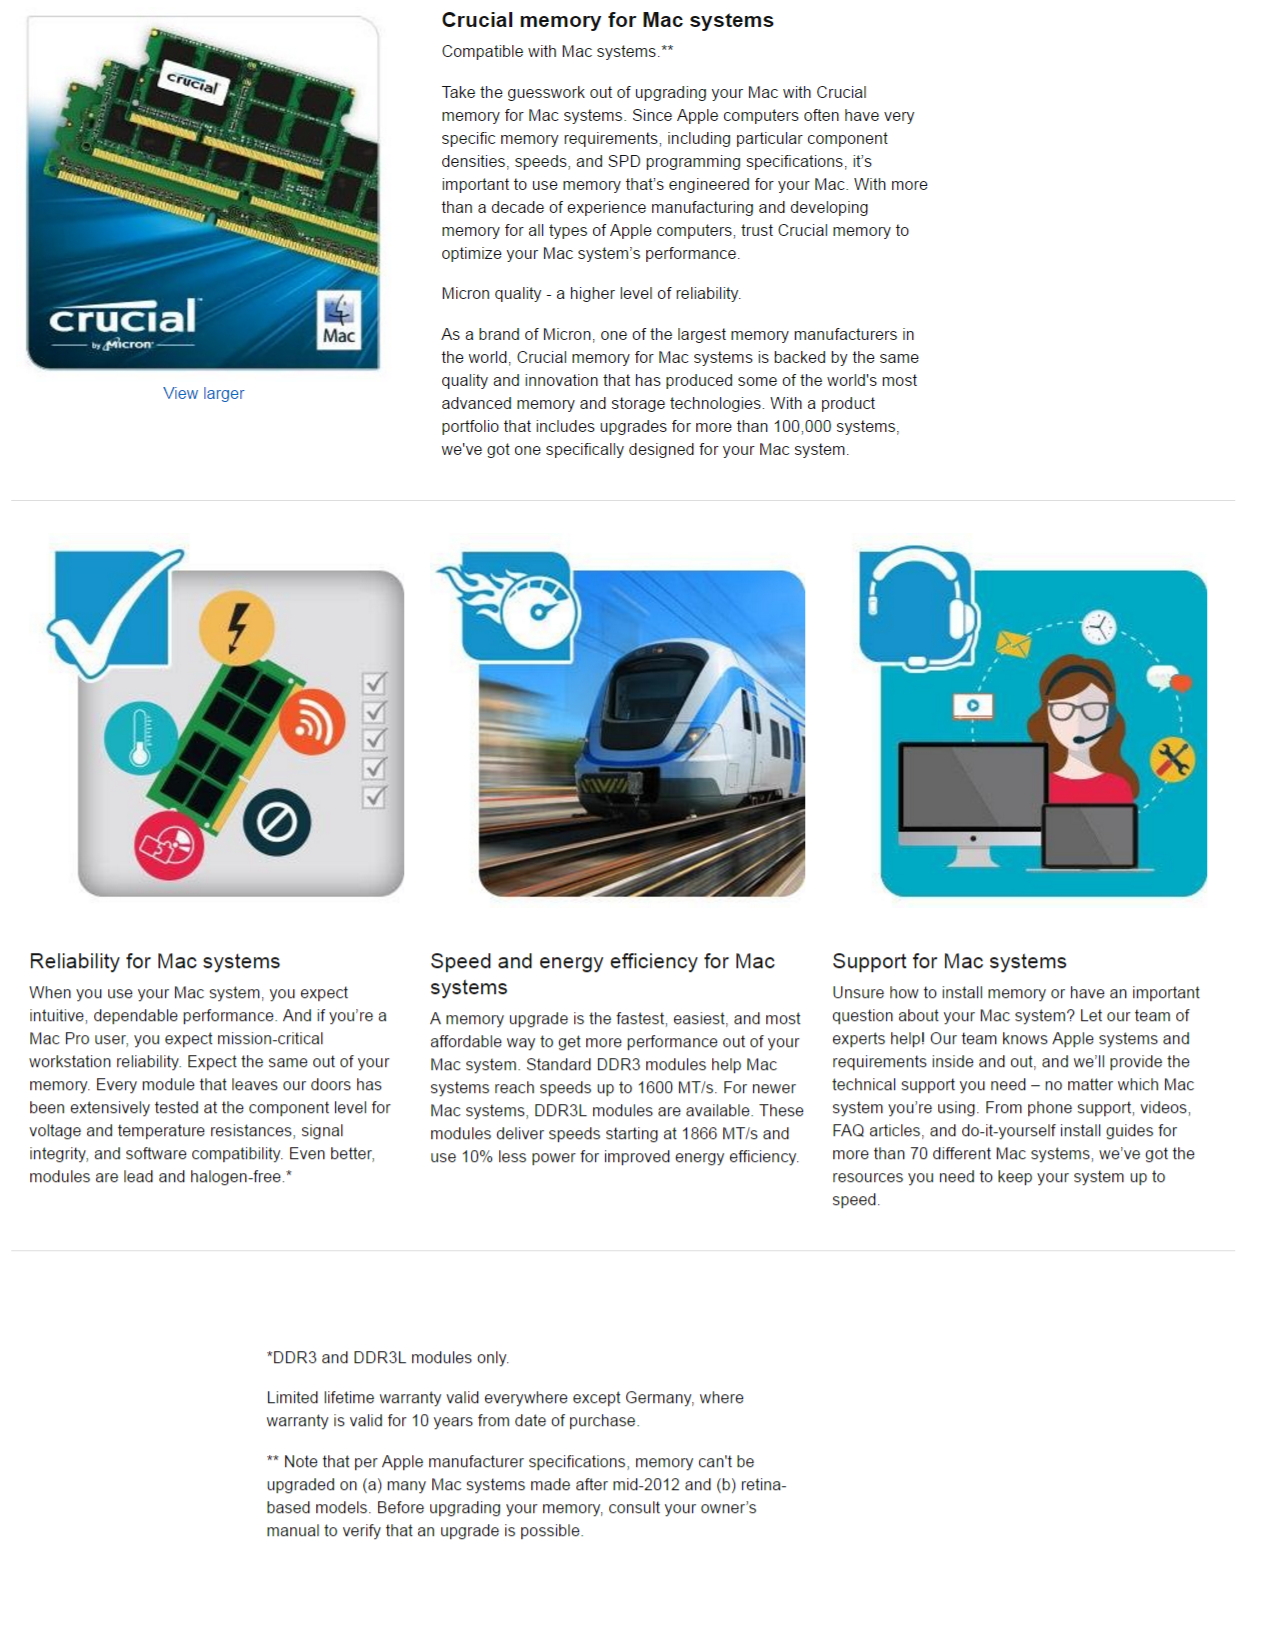 crucial
crucial™
by Micron®
Mac
View larger
Crucial memory for Mac systems
Compatible with Mac systems.**
Take the guesswork out of upgrading your Mac with Crucial
memory for Mac systems. Since Apple computers often have very
specific memory requirements, including particular component
densities, speeds, and SPD programming specifications, it's
important to use memory that's engineered for your Mac. With more
than a decade of experience manufacturing and developing
memory for all types of Apple computers, trust Crucial memory to
optimize your Mac system's performance.
Micron quality - a higher level of reliability.
As a brand of Micron, one of the largest memory manufacturers in
the world, Crucial memory for Mac systems is backed by the same
quality and innovation that has produced some of the world's most
advanced memory and storage technologies. With a product
portfolio that includes upgrades for more than 100,000 systems,
we've got one specifically designed for your Mac system.
Reliability for Mac systems
When you use your Mac system, you expect
intuitive, dependable performance. And if you're a
Mac Pro user, you expect mission-critical
workstation reliability. Expect the same out of your
memory. Every module that leaves our doors has
been extensively tested at the component level for
voltage and temperature resistances, signal
integrity, and software compatibility. Even better,
modules are lead and halogen-free.*
Speed and energy efficiency for Mac
systems
A memory upgrade is the fastest, easiest, and most
affordable way to get more performance out of your
Mac system. Standard DDR3 modules help Mac
systems reach speeds up to 1600 MT/s. For newer
Mac systems, DDR3L modules are available. These
modules deliver speeds starting at 1866 MT/s and
use 10% less power for improved energy efficiency.
Support for Mac systems
Unsure how to install memory or have an important
question about your Mac system? Let our team of
experts help! Our team knows Apple systems and
requirements inside and out, and we'll provide the
technical support you need – no matter which Mac
system you're using. From phone support, videos,
FAQ articles, and do-it-yourself install guides for
more than 70 different Mac systems, we've got the
resources you need to keep your system up to
speed.
*DDR3 and DDR3L modules only.
Limited lifetime warranty valid everywhere except Germany, where
warranty is valid for 10 years from date of purchase.
** Note that per Apple manufacturer specifications, memory can't be
upgraded on (a) many Mac systems made after mid-2012 and (b) retina-
based models. Before upgrading your memory, consult your owner's
manual to verify that an upgrade is possible.